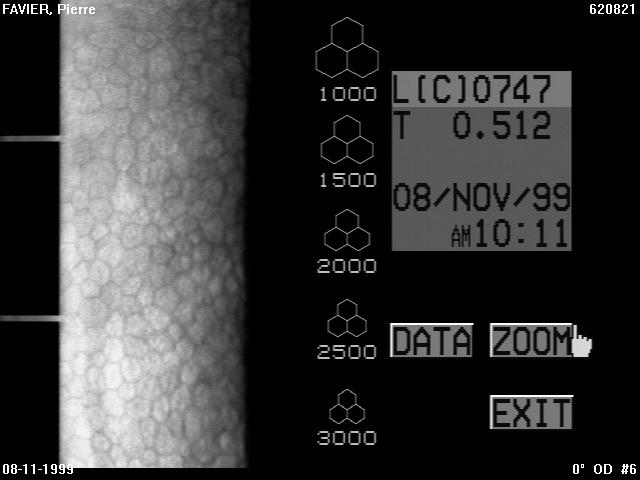 FAVIER, Pierre
620821
1000
1500
2000
2500
3000
L(C)0747
T 0.512
08/NOV/99
AM10:11
DATA ZOOM
EXIT
08-11-1999
0° OD #6